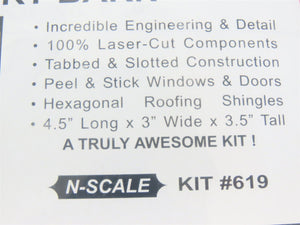 • Incredible Engineering & Detail
• 100% Laser-Cut Components
• Tabbed & Slotted Construction
• Peel & Stick Windows & Doors
• Hexagonal Roofing Shingles
• 4.5" Long x 3" Wide x 3.5" Tall
A TRULY AWESOME KIT !
N-SCALE KIT #619